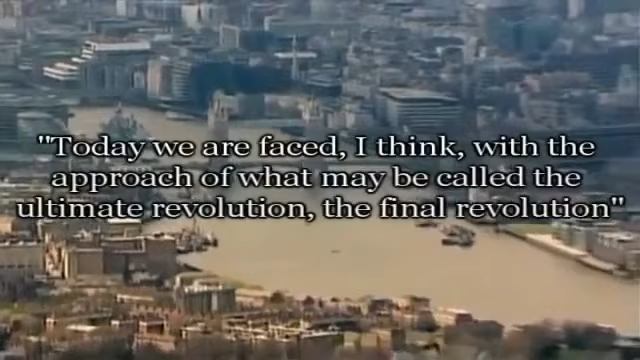 "Today we are faced, I think, with the
approach of what may be called the
ultimate revolution, the final revolution"